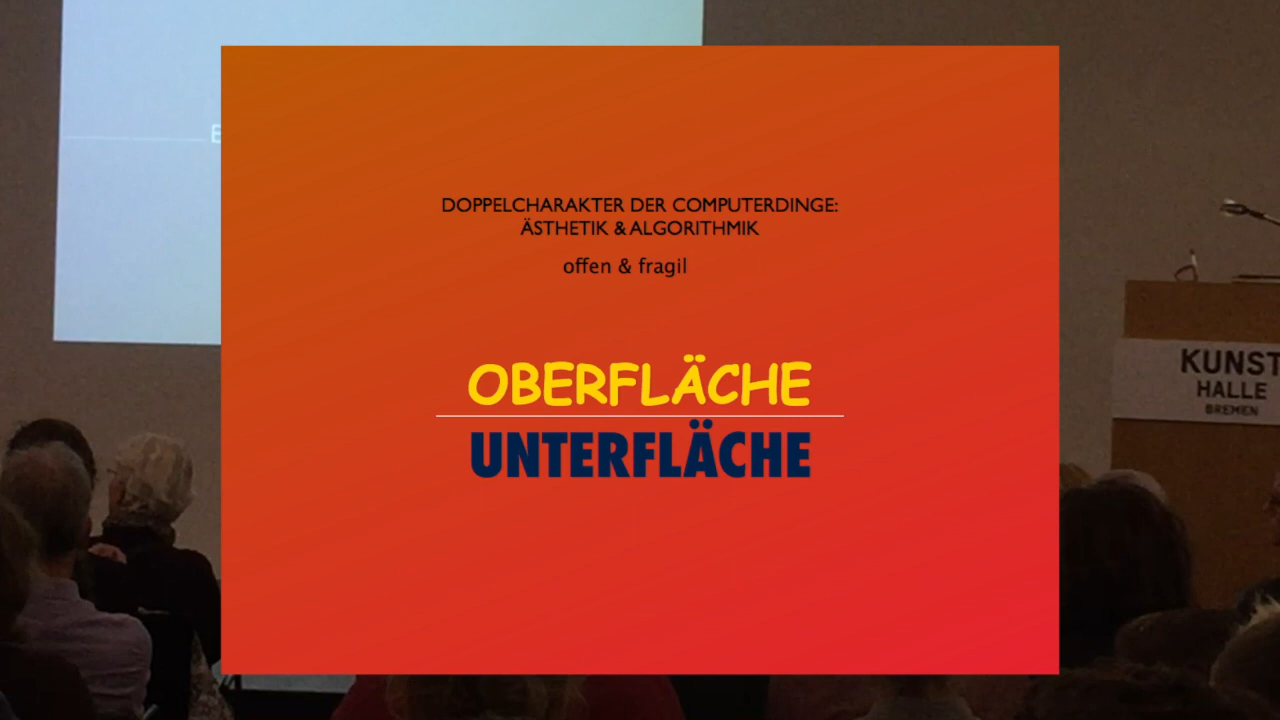 DOPPELCHARAKTER DER COMPUTERDINGE:
ÄSTHETIK & ALGORITHMIK
offen & fragil
OBERFLÄCHE
UNTERFLÄCHE
KUNST
HALLE
BREMEN